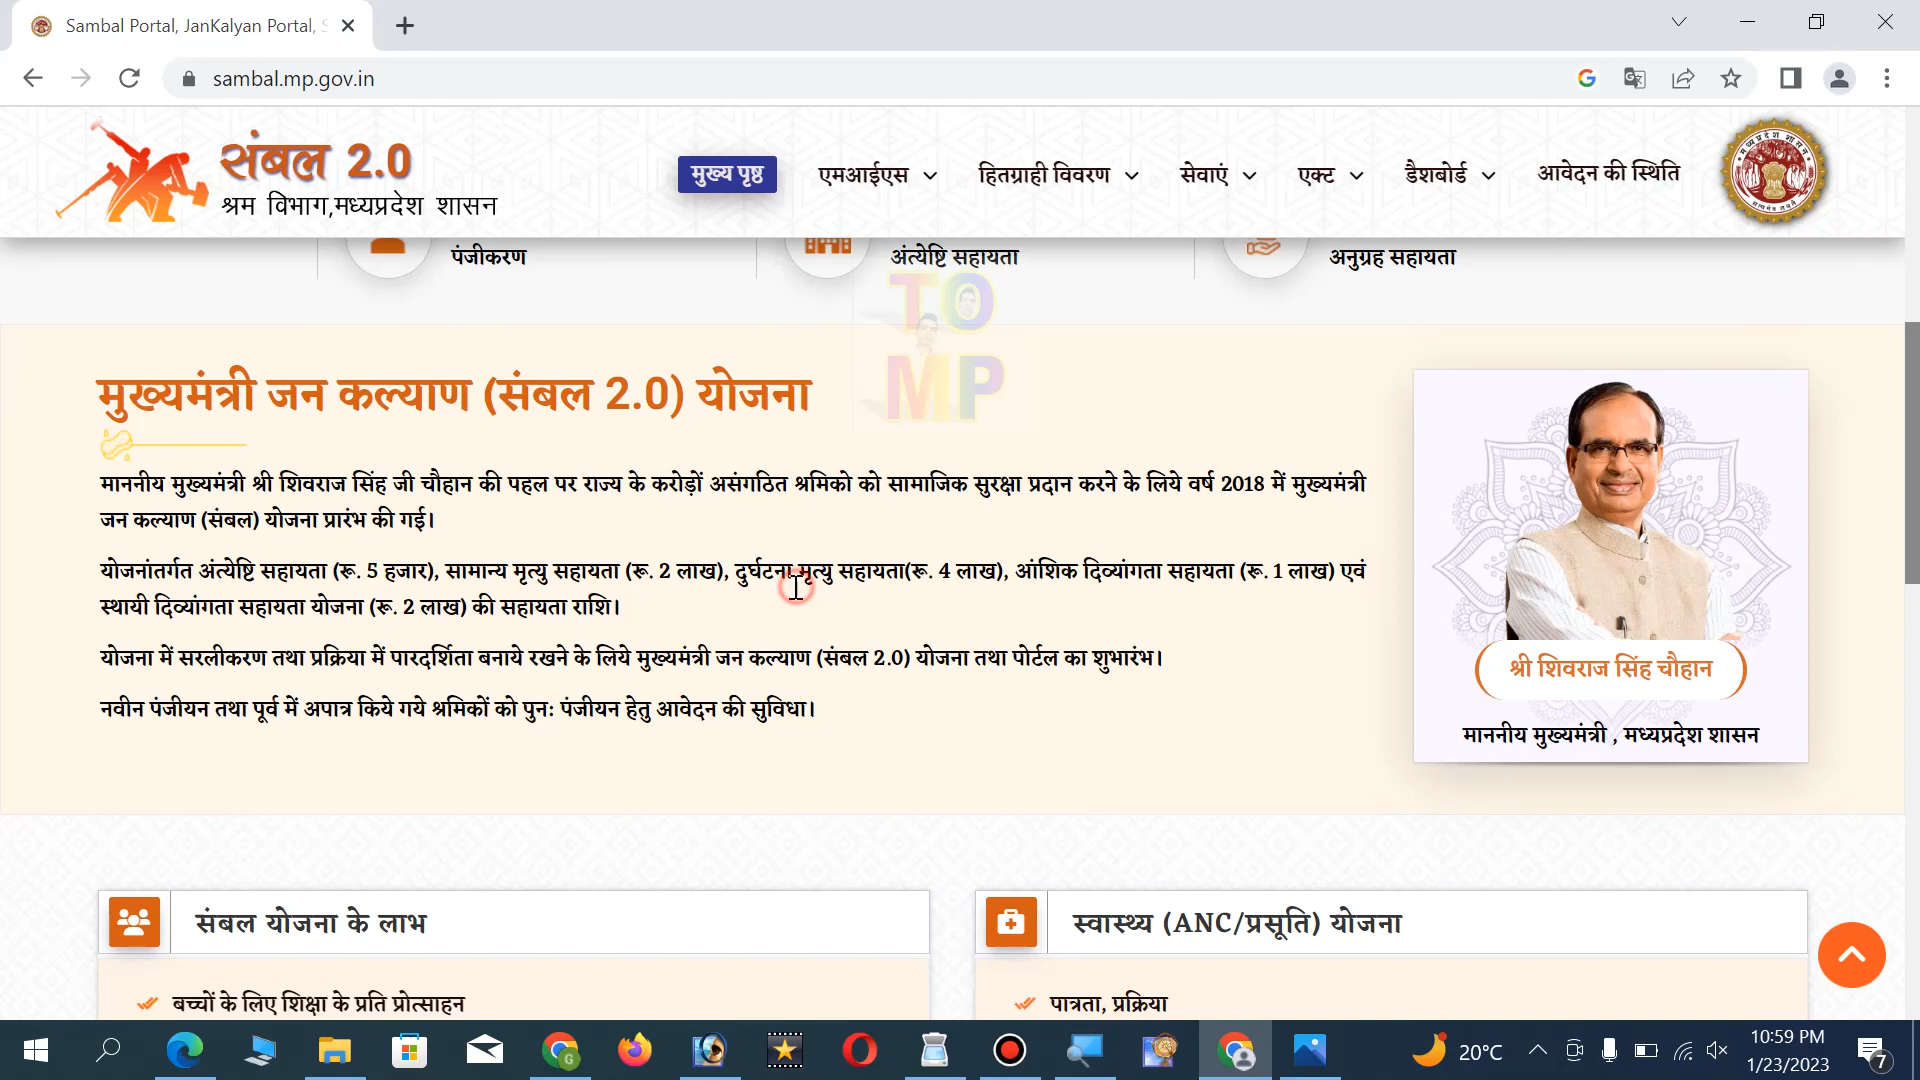 Sambal Portal, JanKalyan Portal, S
sambal.mp.gov.in
संबल 2.0
श्रम विभाग,मध्यप्रदेश शासन
मुख्य पृष्ठ एमआईएस हितग्राही विवरण सेवाएं एक्ट डैशबोर्ड आवेदन की स्थिति
पंजीकरण अंत्येष्टि सहायता अनुग्रह सहायता
TO
MP
मुख्यमंत्री जन कल्याण (संबल 2.0) योजना
माननीय मुख्यमंत्री श्री शिवराज सिंह जी चौहान की पहल पर राज्य के करोड़ों असंगठित श्रमिको को सामाजिक सुरक्षा प्रदान करने के लिये वर्ष 2018 में मुख्यमंत्री
जन कल्याण (संबल) योजना प्रारंभ की गई।
योजनांतर्गत अंत्येष्टि सहायता (रू. 5 हजार), सामान्य मृत्यु सहायता (रू. 2 लाख), दुर्घटना मृत्यु सहायता(रू. 4 लाख), आंशिक दिव्यांगता सहायता (रू. 1 लाख) एवं
स्थायी दिव्यांगता सहायता योजना (रू. 2 लाख) की सहायता राशि।
योजना में सरलीकरण तथा प्रक्रिया में पारदर्शिता बनाये रखने के लिये मुख्यमंत्री जन कल्याण (संबल 2.0) योजना तथा पोर्टल का शुभारंभ।
नवीन पंजीयन तथा पूर्व में अपात्र किये गये श्रमिकों को पुन: पंजीयन हेतु आवेदन की सुविधा।
श्री शिवराज सिंह चौहान
माननीय मुख्यमंत्री , मध्यप्रदेश शासन
संबल योजना के लाभ
बच्चों के लिए शिक्षा के प्रति प्रोत्साहन
स्वास्थ्य (ANC/प्रसूति) योजना
पात्रता, प्रक्रिया
20°C
10:59 PM
1/23/2023
7